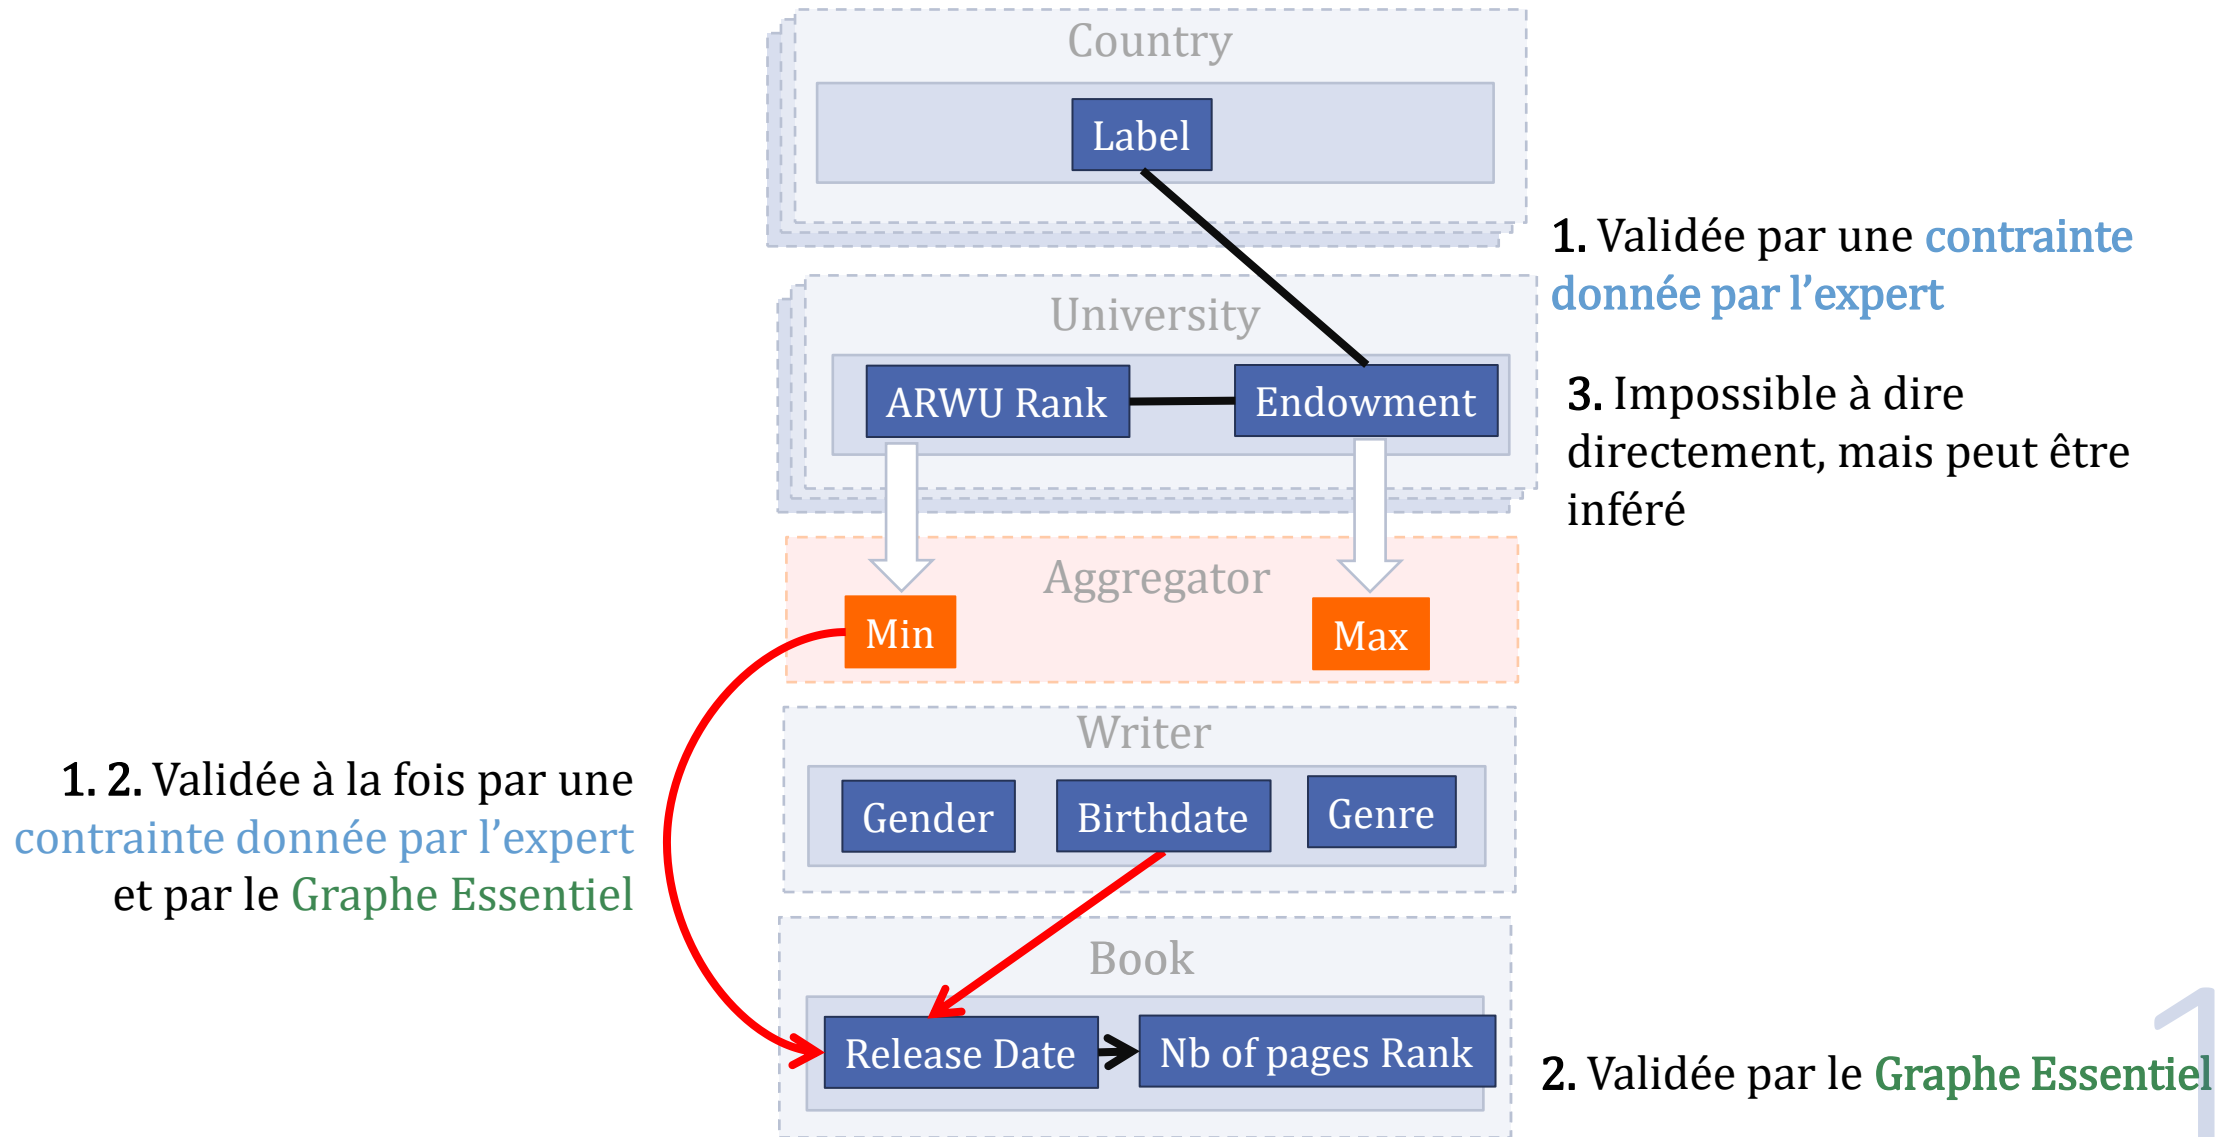 Country
Label
1. Validée par une contrainte
donnée par l’expert
University
ARWU Rank
Endowment
3. Impossible à dire
directement, mais peut être
inféré
Aggregator
Min
Max
Writer
Gender
Birthdate
Genre
1. 2. Validée à la fois par une
contrainte donnée par l’expert
et par le Graphe Essentiel
Book
Release Date
Nb of pages Rank
2. Validée par le Graphe Essentiel
1